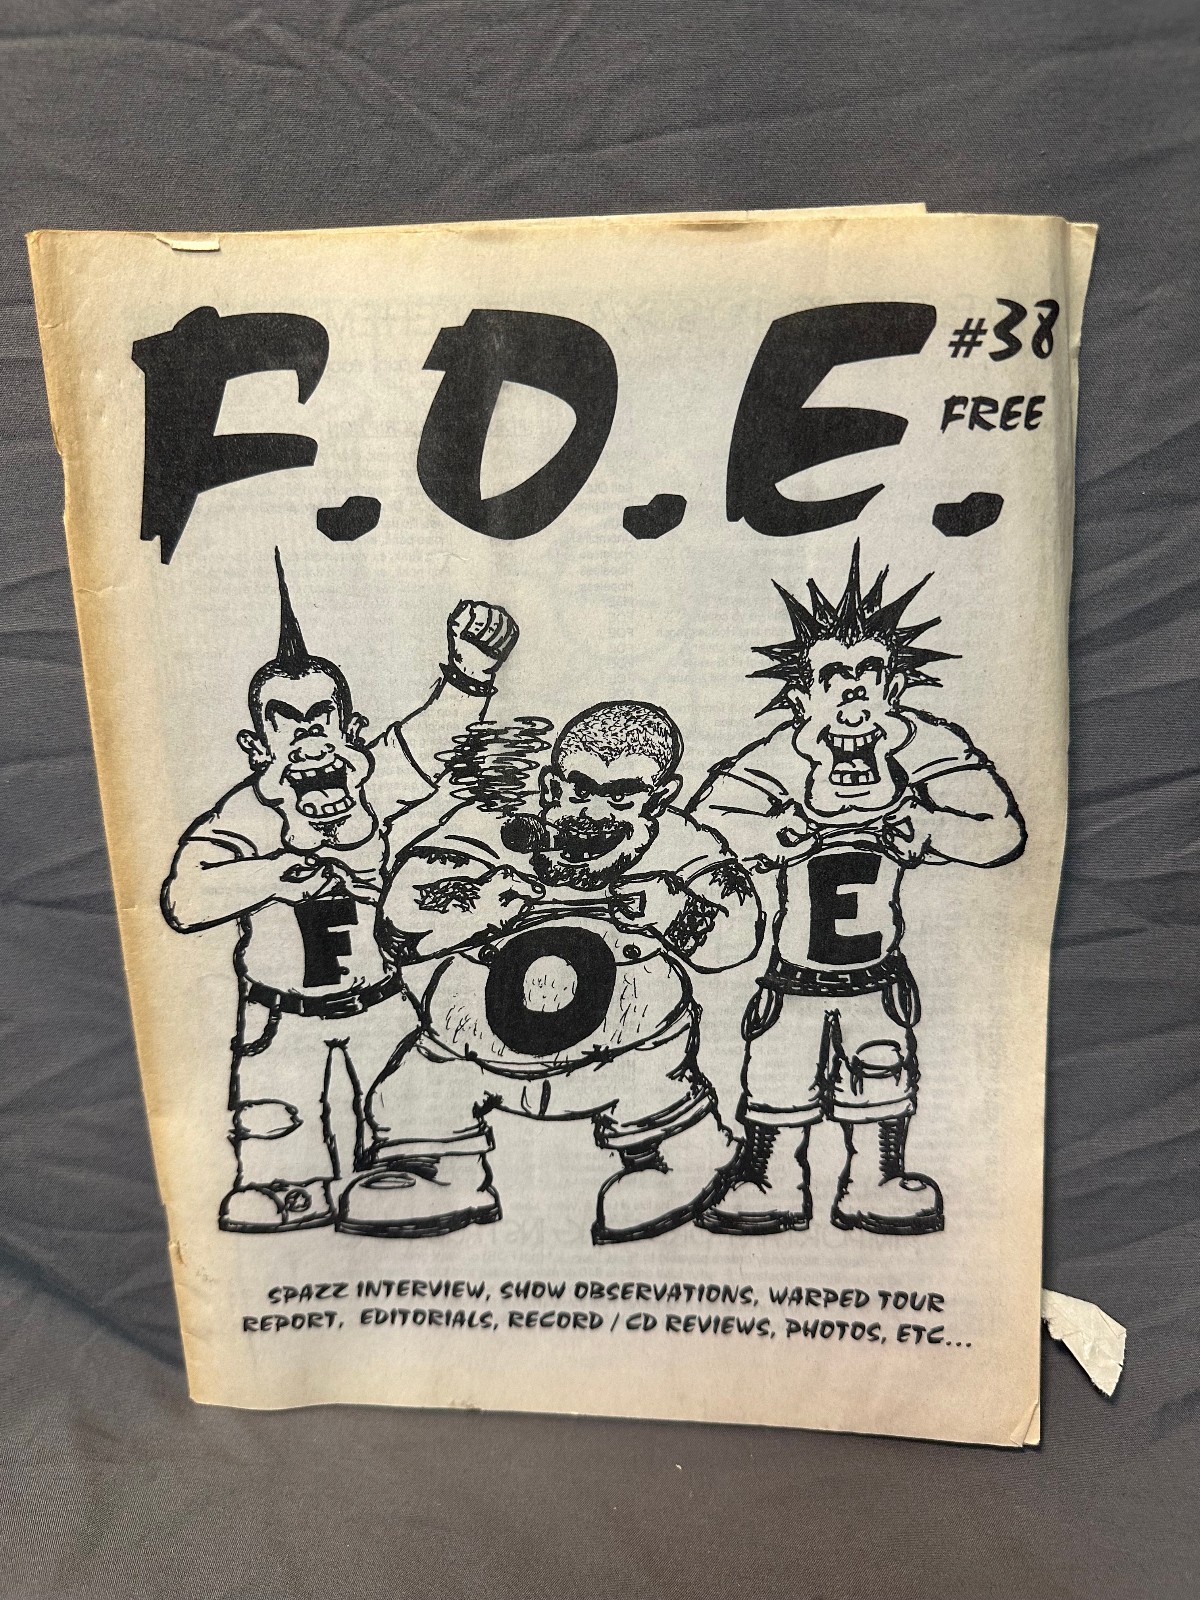 F.O.E.
#38
FREE
F
O
E
SPAZZ INTERVIEW, SHOW OBSERVATIONS, WARPED TOUR
REPORT, EDITORIALS, RECORD / CD REVIEWS, PHOTOS, ETC...